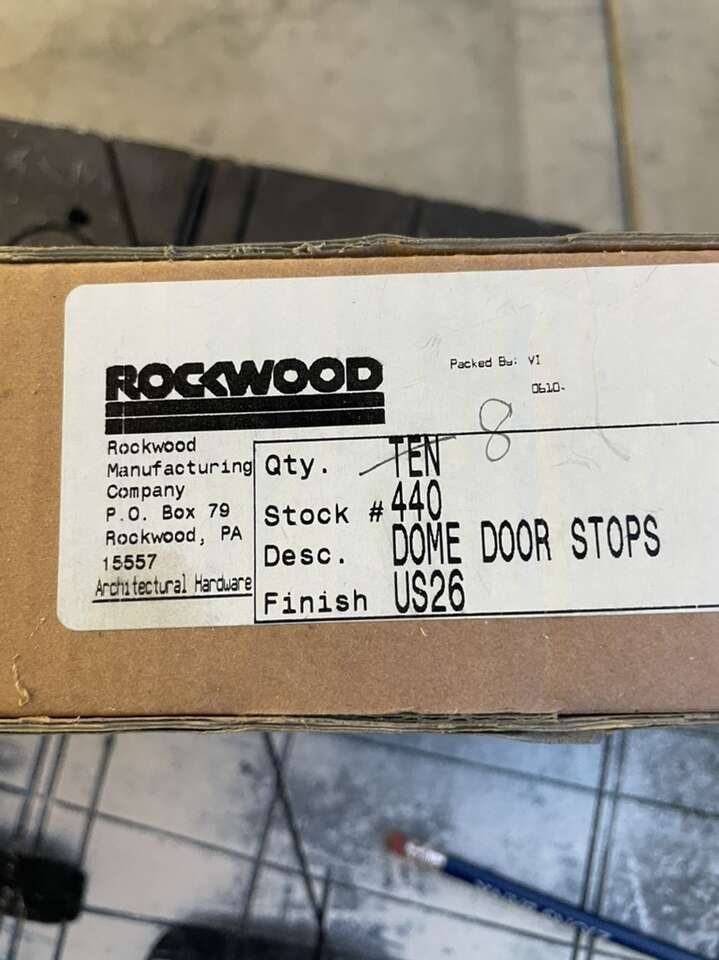 ROCKWOOD
Packed By: VI
0610-
Rockwood
Manufacturing
Company
P.O. Box 79
Rockwood, PA
15557
Architectural Hardware
Qty. TEN 8
Stock # 440
Desc. DOME DOOR STOPS
Finish US26